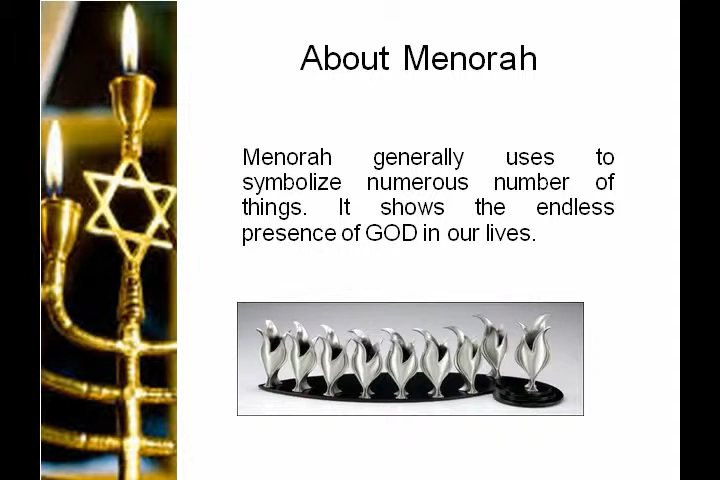 About Menorah
Menorah generally uses to
symbolize numerous number of
things. It shows the endless
presence of GOD in our lives.